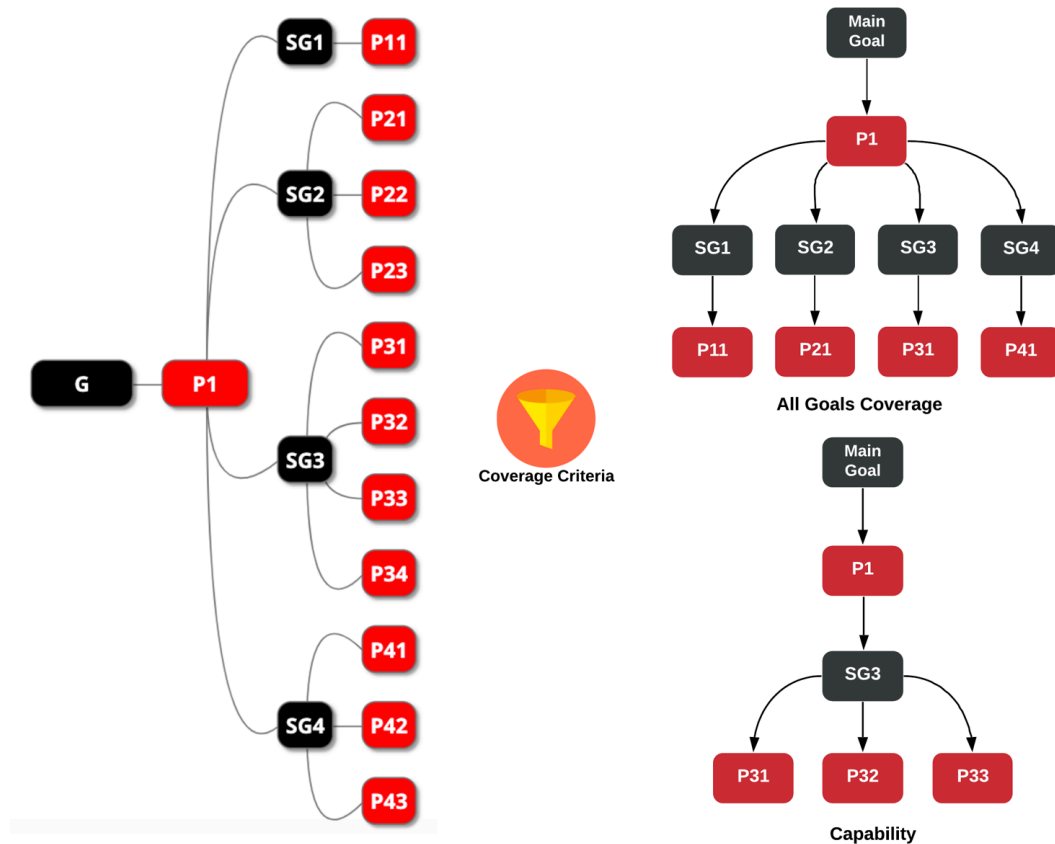 SG1
P11
P21
SG2
P22
P23
P31
G
P1
P32
SG3
P33
P34
P41
SG4
P42
P43
Coverage Criteria
Main
Goal
P1
SG1
SG2
SG3
SG4
P11
P21
P31
P41
All Goals Coverage
Main
Goal
P1
SG3
P31
P32
P33
Capability